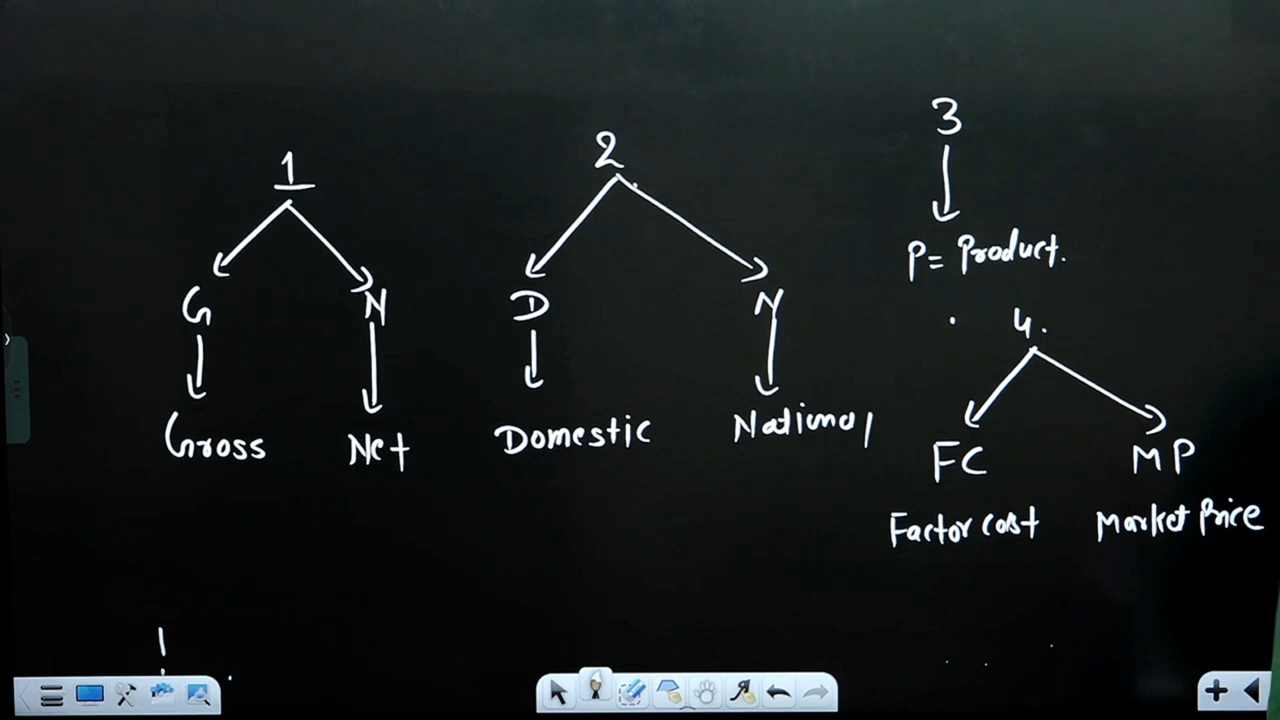 1
G N
Gross Net
2
D N
Domestic National
3
P = Product.
4.
FC MP
Factor cost Market Price